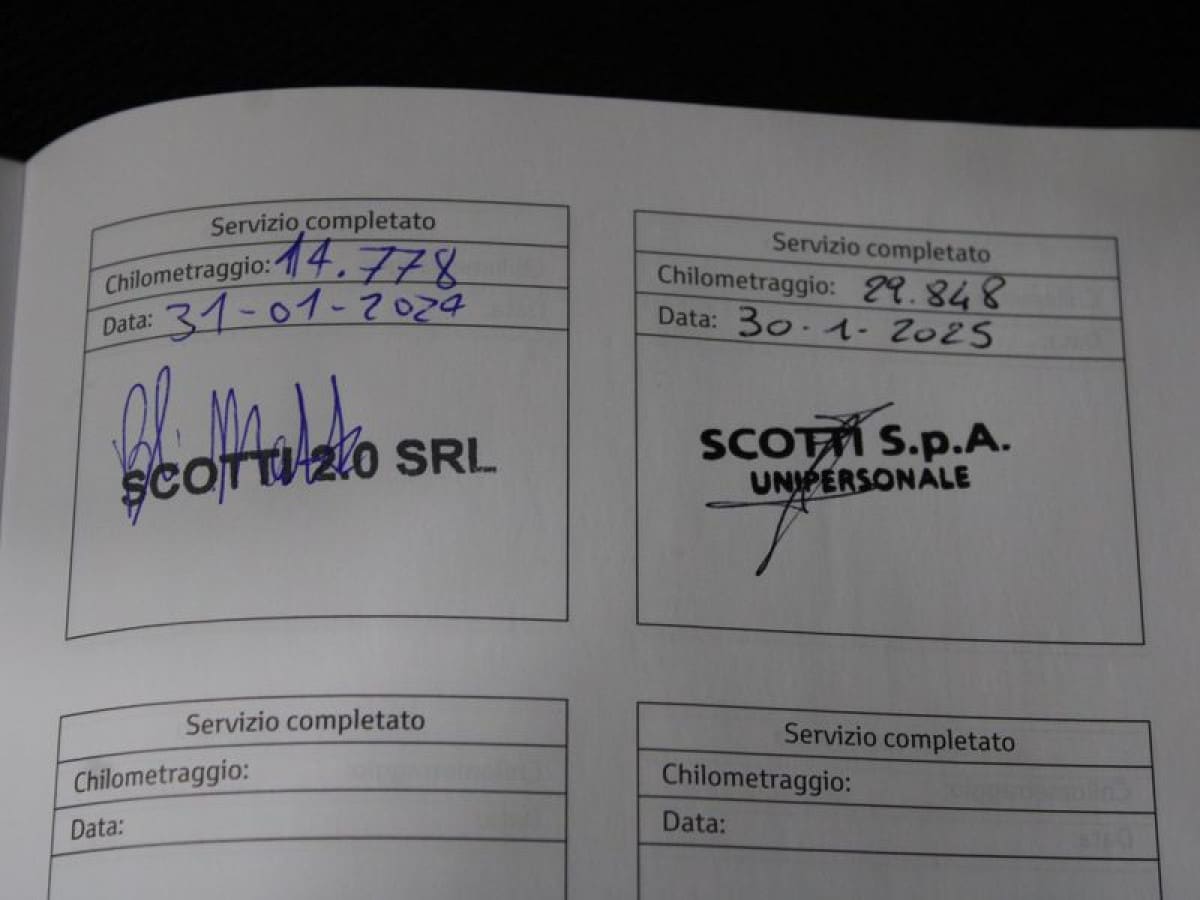 Servizio completato
Chilometraggio: 14.778
Data: 31-01-2024
SCOTTI 2.0 SRL
Servizio completato
Chilometraggio: 29.848
Data: 30-1-2025
SCOTTI S.p.A.
UNIPERSONALE
Servizio completato
Chilometraggio:
Data:
Servizio completato
Chilometraggio:
Data: